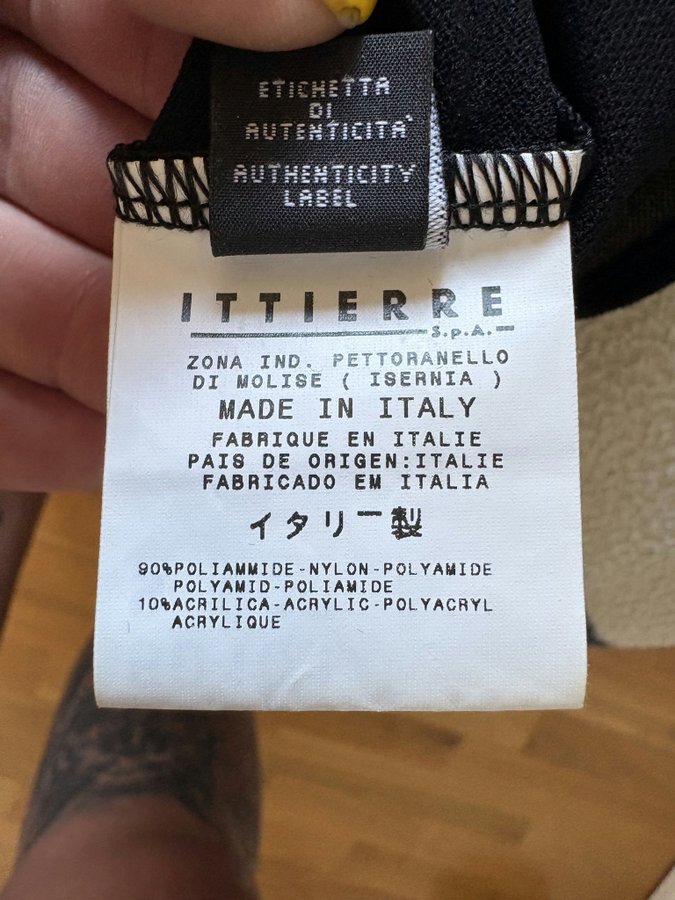 ETICHETTA
DI
AUTENTICITA'
AUTHENTICITY
LABEL
ITTIERRE
S.p.A.
ZONA IND. PETTORANELLO
DI MOLISE ( ISERNIA )
MADE IN ITALY
FABRIQUE EN ITALIE
PAIS DE ORIGEN:ITALIE
FABRICADO EM ITALIA
イタリー製
90%POLIAMMIDE-NYLON-POLYAMIDE
POLYAMID-POLIAMIDE
10%ACRILICA-ACRYLIC-POLYACRYL
ACRYLIQUE